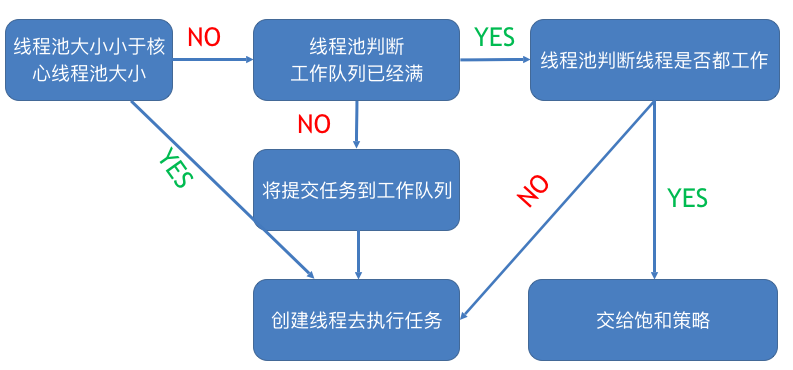 线程池大小小于核
心线程池大小
NO
线程池判断
工作队列已经满
YES
线程池判断线程是否都工作
NO
YES
将提交任务到工作队列
NO
YES
创建线程去执行任务
交给饱和策略